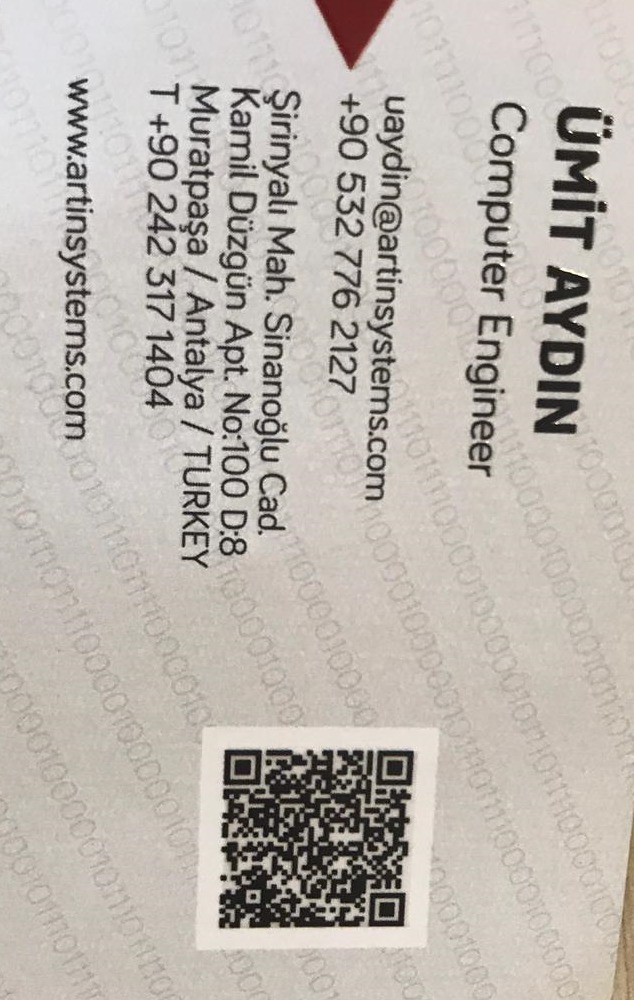 ÜMİT AYDIN
Computer Engineer
uaydin@artinsystems.com
+90 532 776 2127
Şirinyalı Mah. Sinanoğlu Cad.
Kamil Düzgün Apt. No:100 D:8
Muratpaşa / Antalya / TURKEY
T +90 242 317 1404
www.artinsystems.com